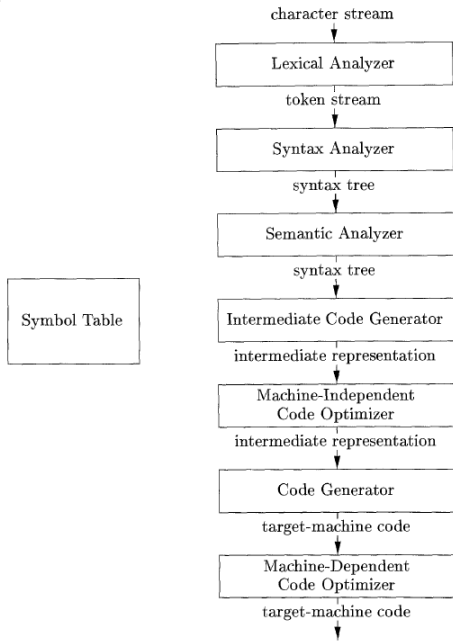 character stream
Lexical Analyzer
token stream
Syntax Analyzer
syntax tree
Semantic Analyzer
syntax tree
Symbol Table
Intermediate Code Generator
intermediate representation
Machine-Independent
Code Optimizer
intermediate representation
Code Generator
target-machine code
Machine-Dependent
Code Optimizer
target-machine code